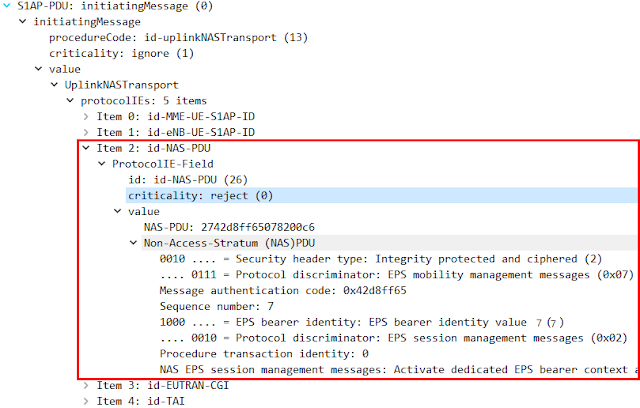 S1AP-PDU: initiatingMessage (0)
initiatingMessage
procedureCode: id-uplinkNASTransport (13)
criticality: ignore (1)
value
UplinkNASTransport
protocolIEs: 5 items
Item 0: id-MME-UE-S1AP-ID
Item 1: id-eNB-UE-S1AP-ID
Item 2: id-NAS-PDU
ProtocolIE-Field
id: id-NAS-PDU (26)
criticality: reject (0)
value
NAS-PDU: 2742d8ff65078200c6
Non-Access-Stratum (NAS)PDU
0010 .... = Security header type: Integrity protected and ciphered (2)
.... 0111 = Protocol discriminator: EPS mobility management messages (0x07)
Message authentication code: 0x42d8ff65
Sequence number: 7
1000 .... = EPS bearer identity: EPS bearer identity value 7 (7)
.... 0010 = Protocol discriminator: EPS session management messages (0x02)
Procedure transaction identity: 0
NAS EPS session management messages: Activate dedicated EPS bearer context a
Item 3: id-EUTRAN-CGI
Item 4: id-TAI